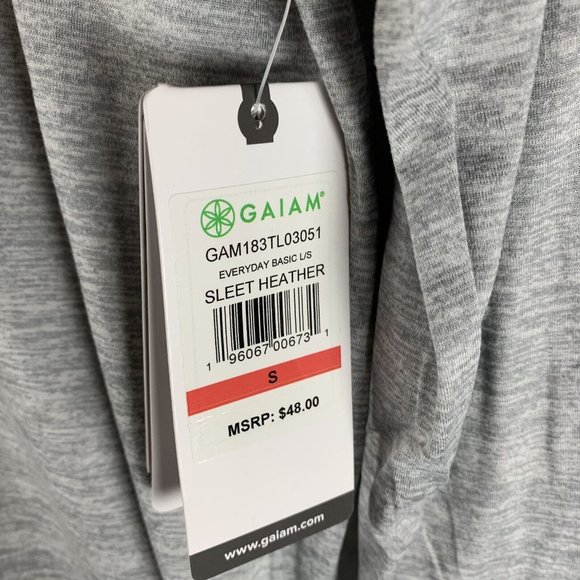 GAIAM®
GAM183TL03051
EVERYDAY BASIC L/S
SLEET HEATHER
1 96067 00673 1
S
MSRP: $48.00
www.gaiam.com